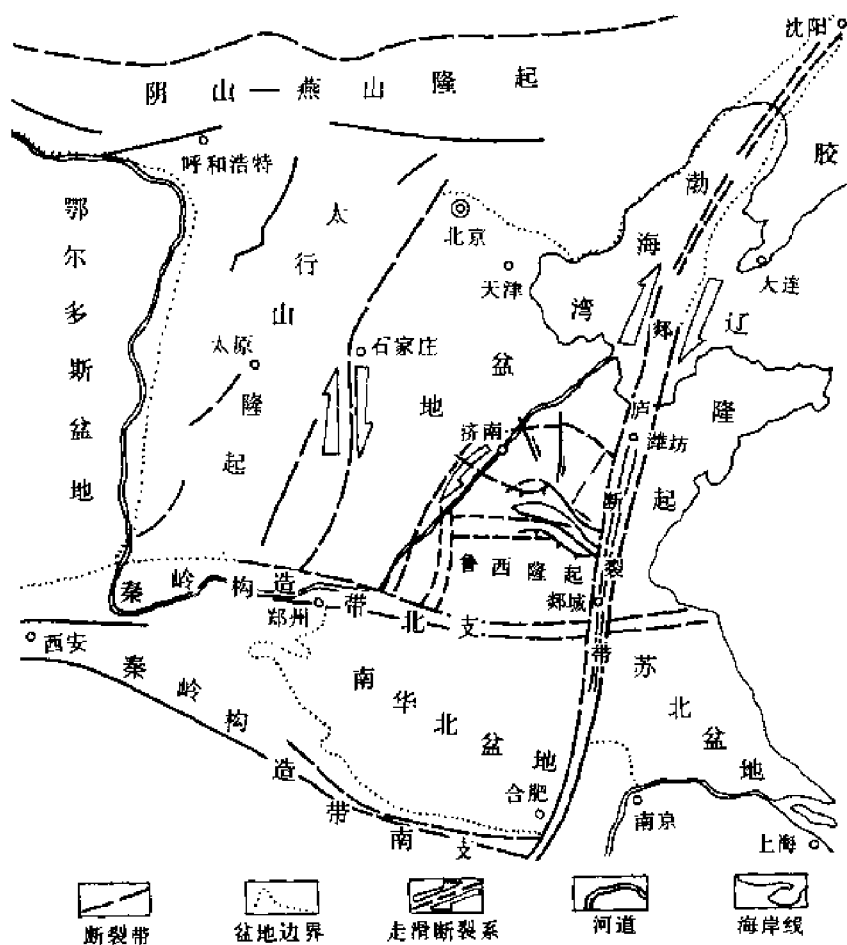 沈阳
阴山—燕山隆起
呼和浩特
鄂尔多斯盆地
太行山隆起
北京
天津
渤海湾盆地
胶辽隆起
大连
太原
石家庄
济南
潍坊
郯庐断裂带
鲁西隆起
郯城
秦岭构造带北支
郑州
西安
秦岭构造带南支
南华北盆地
合肥
苏北盆地
南京
上海
断裂带
盆地边界
走滑断裂系
河道
海岸线